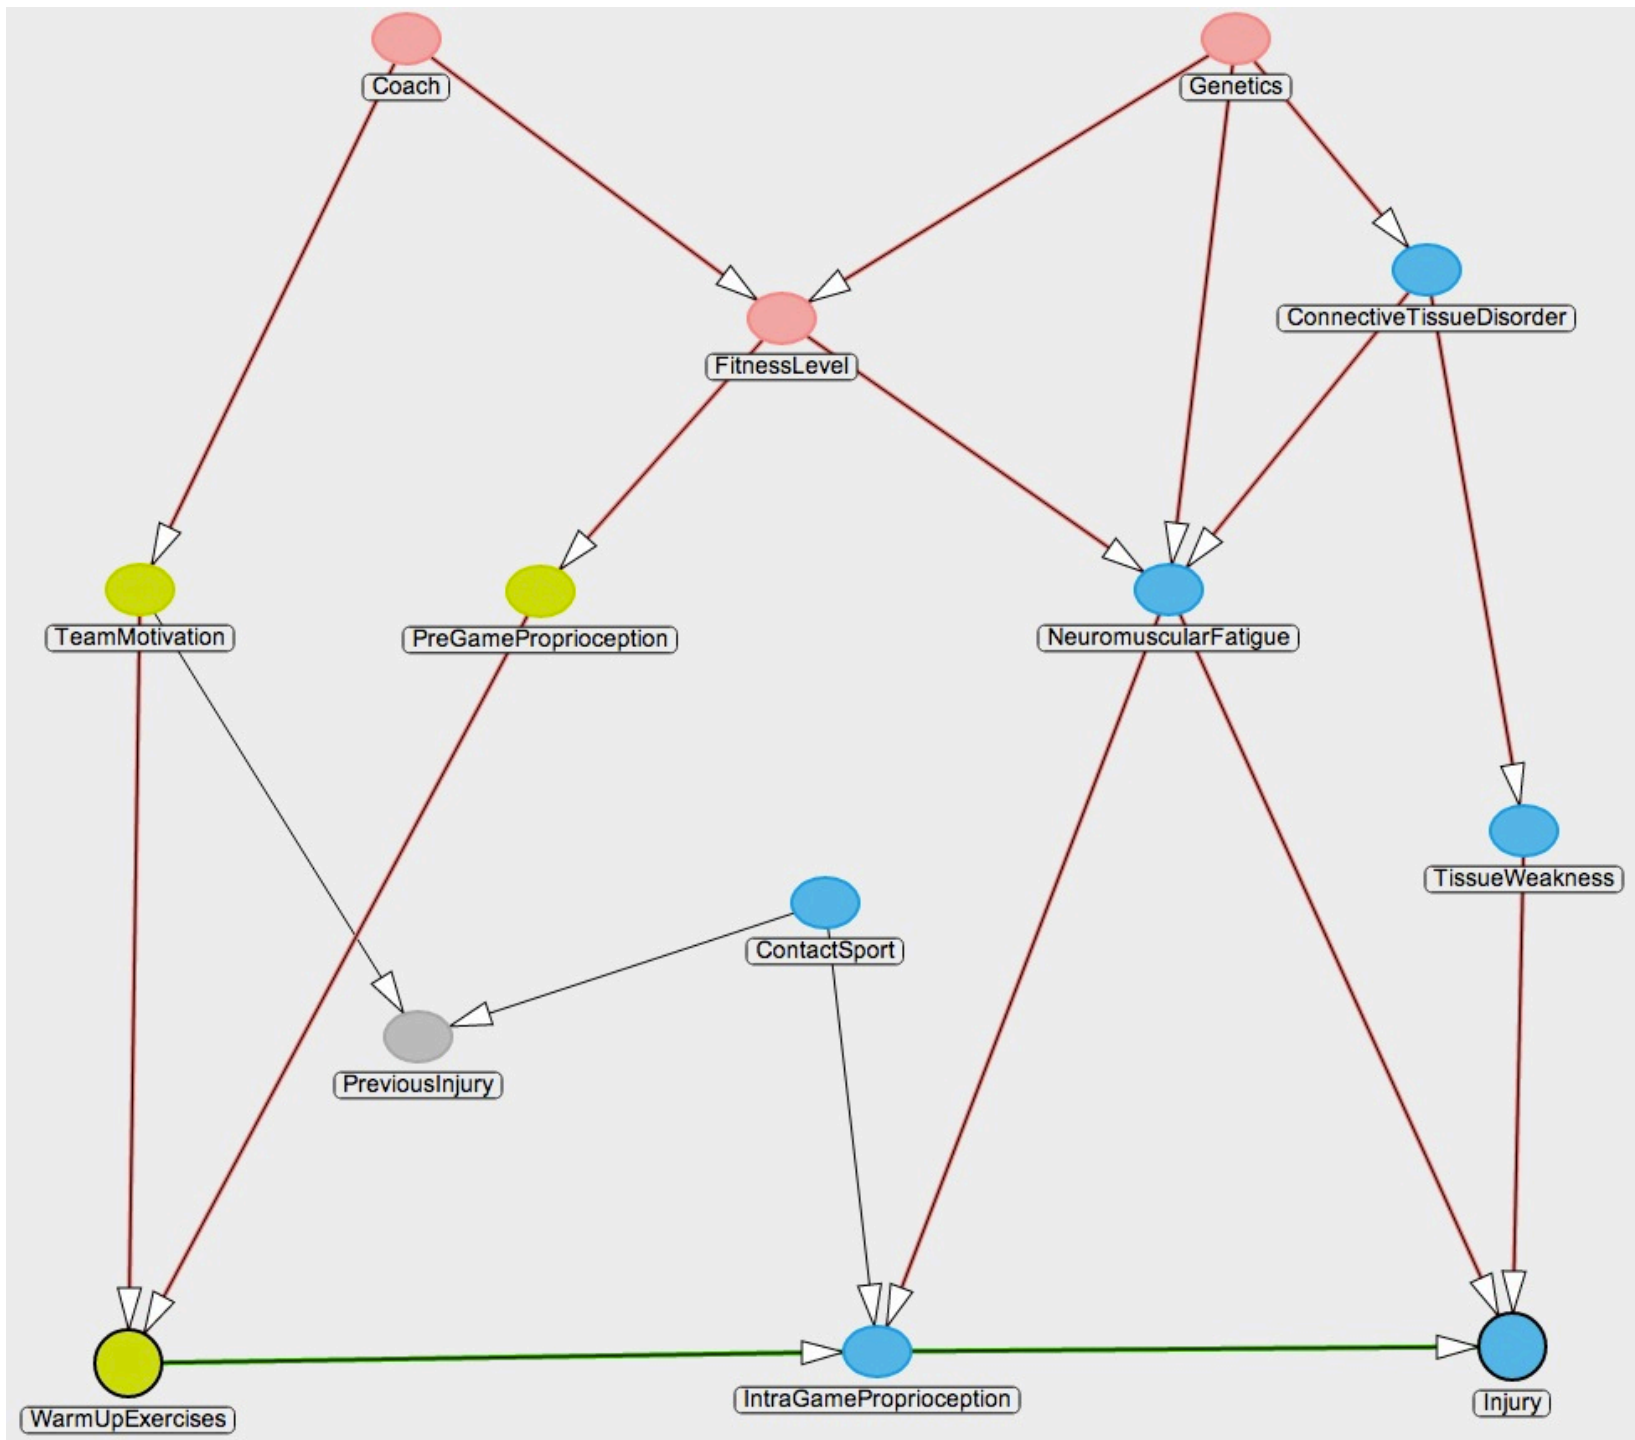 Coach
Genetics
ConnectiveTissueDisorder
FitnessLevel
TeamMotivation
PreGameProprioception
NeuromuscularFatigue
TissueWeakness
ContactSport
PreviousInjury
IntraGameProprioception
Injury
WarmUpExercises